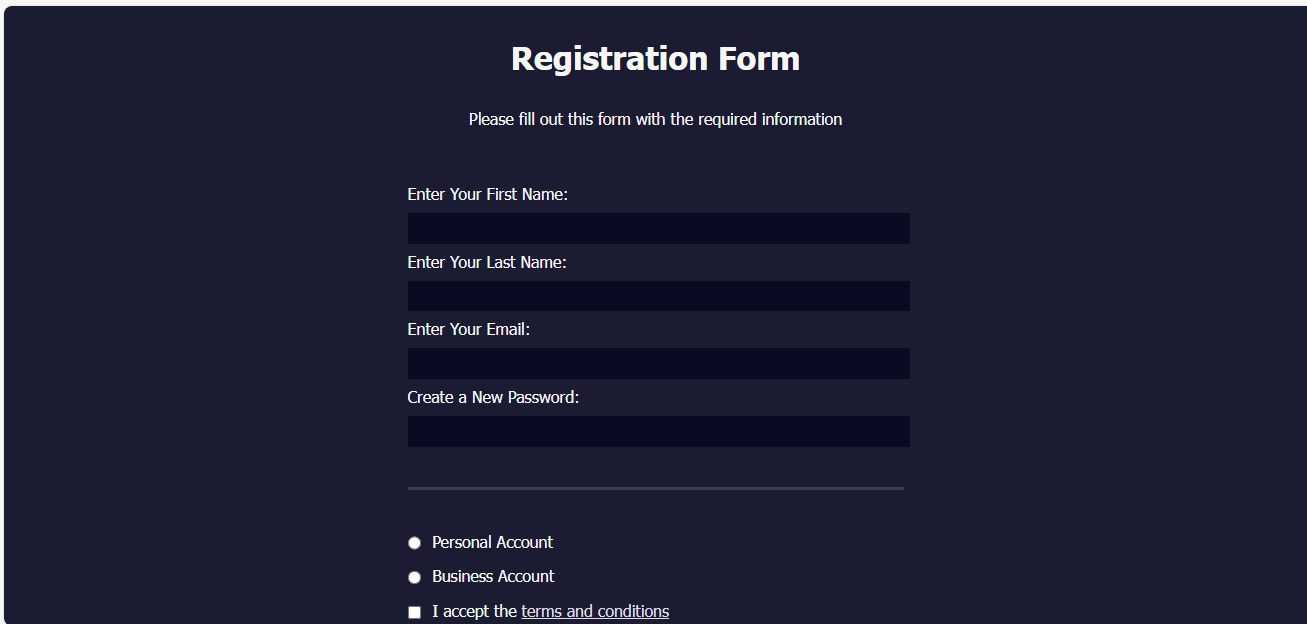 Registration Form
Please fill out this form with the required information
Enter Your First Name:
Enter Your Last Name:
Enter Your Email:
Create a New Password:
Personal Account
Business Account
I accept the terms and conditions